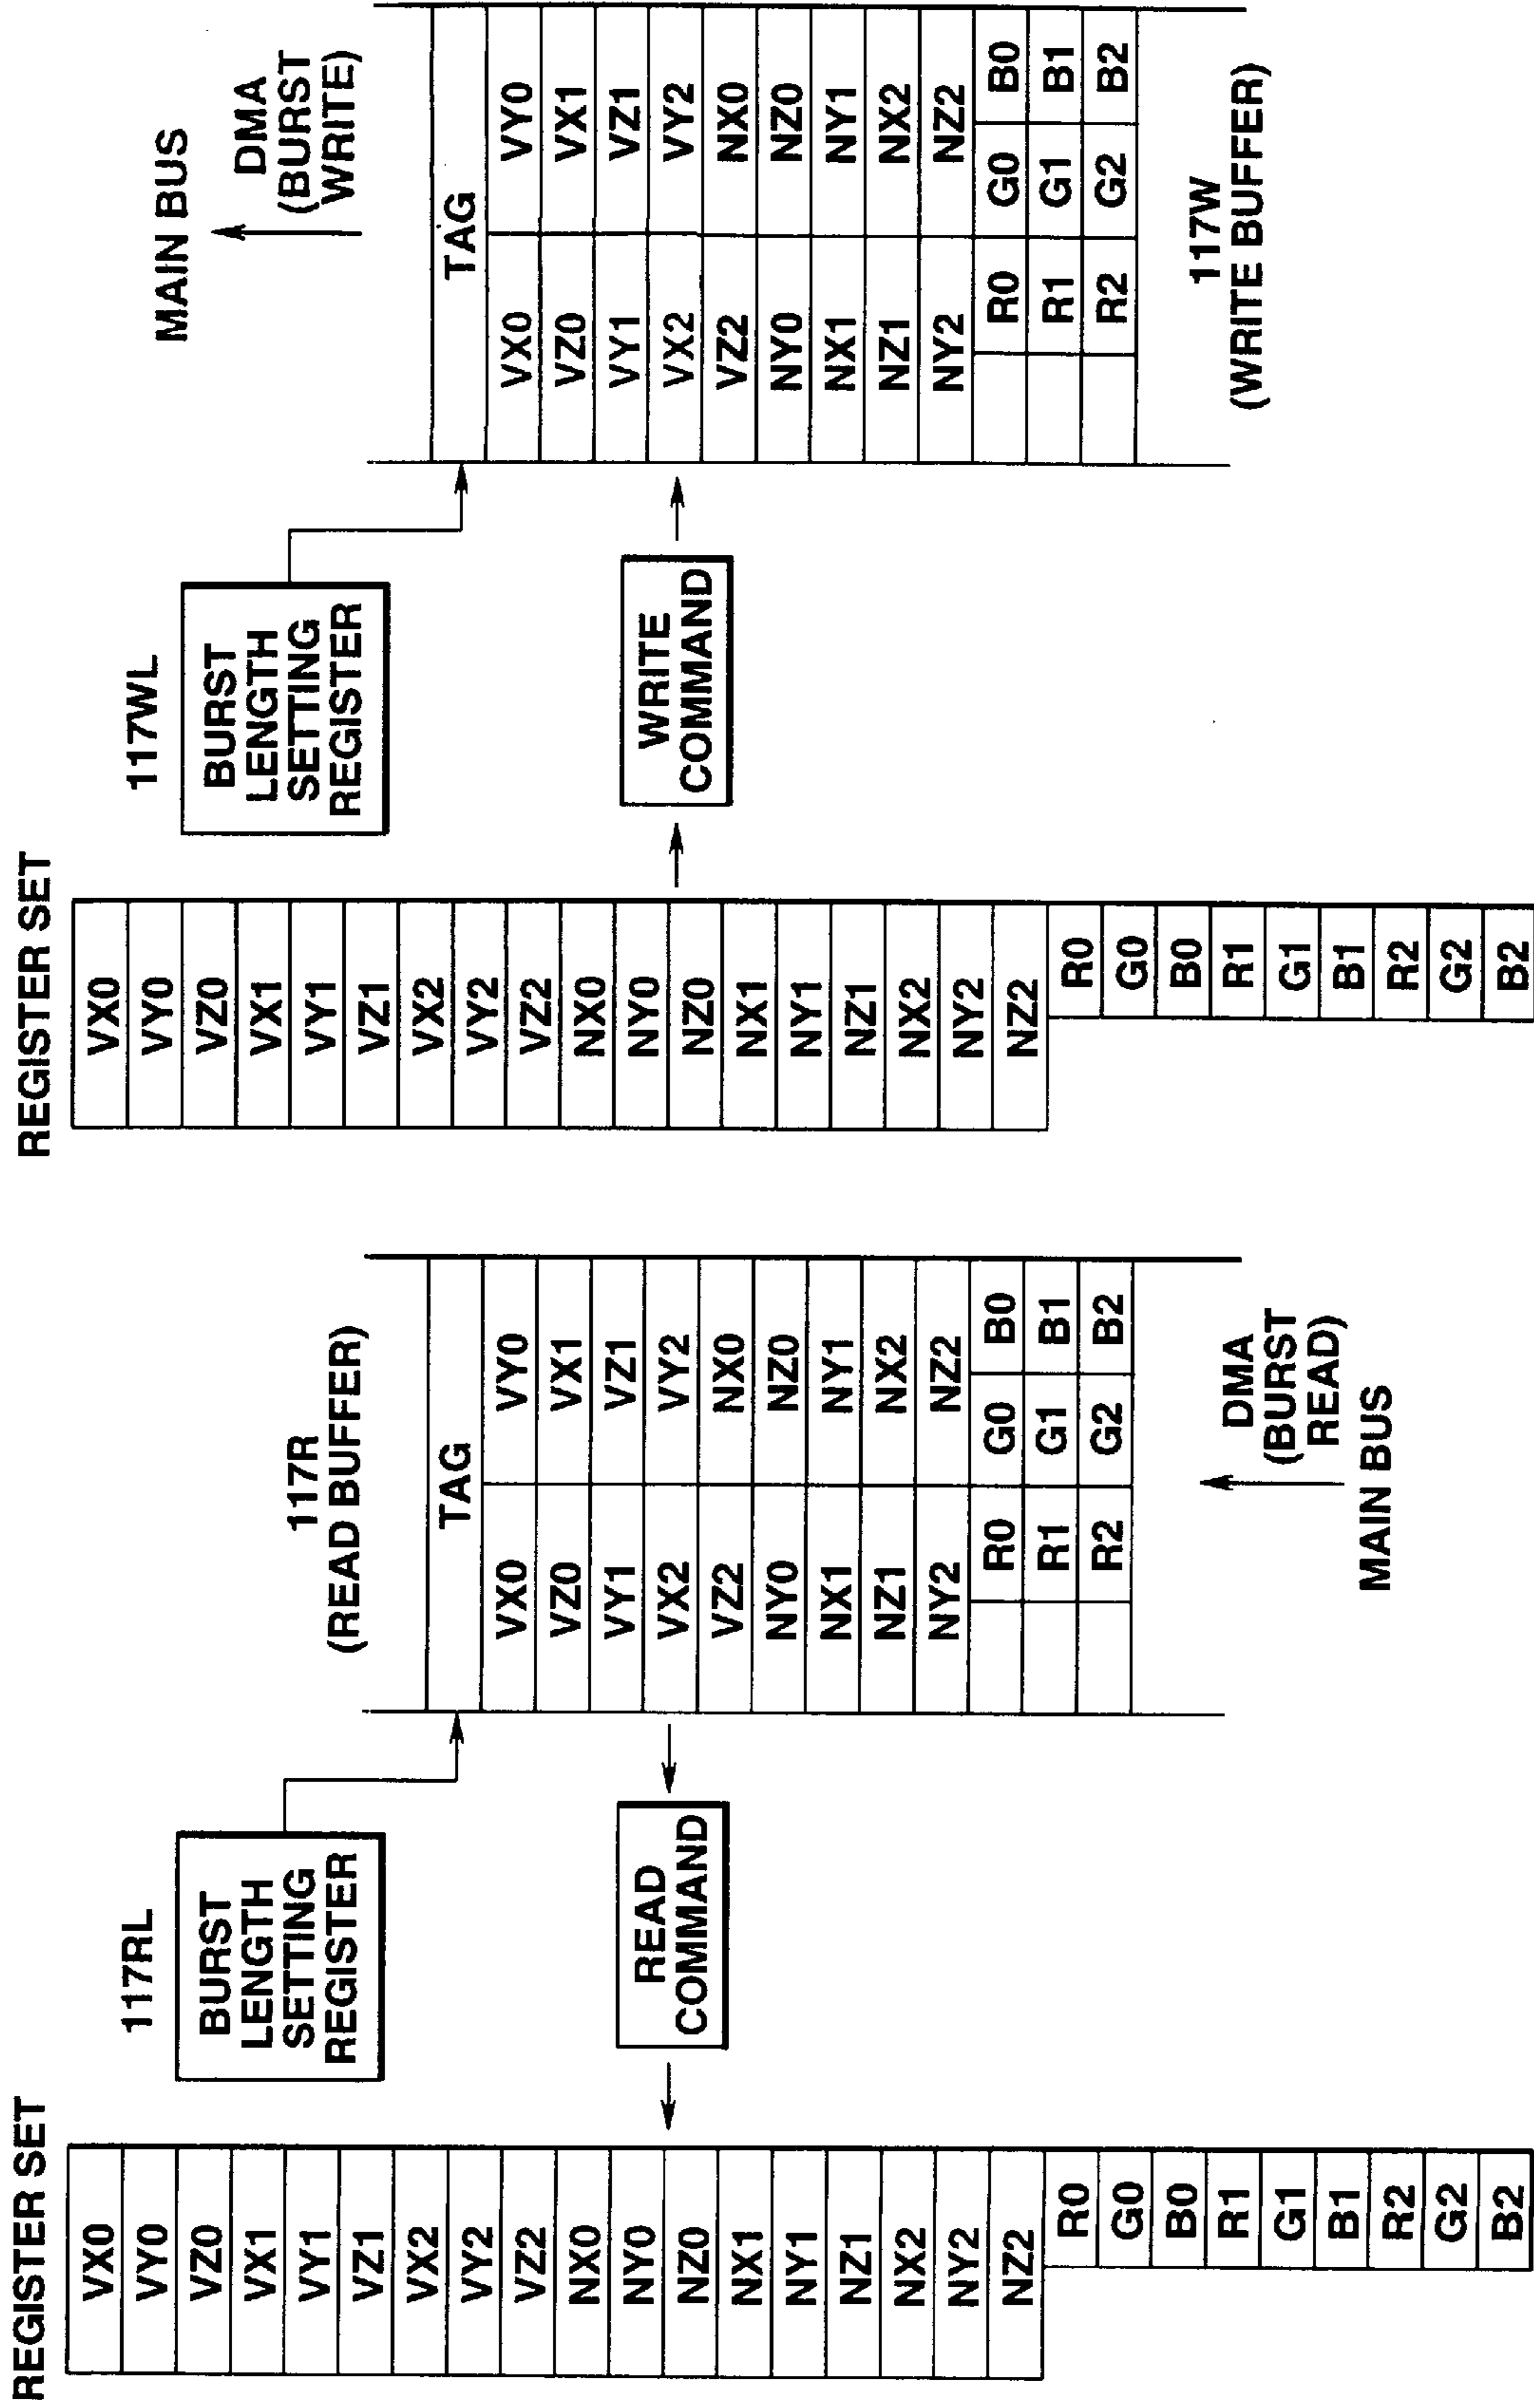 REGISTER SET
VX0
VY0
VZ0
VX1
VY1
VZ1
VX2
VY2
VZ2
NX0
NY0
NZ0
NX1
NY1
NZ1
NX2
NY2
NZ2
R0
G0
B0
R1
G1
B1
R2
G2
B2
117RL
BURST
LENGTH
SETTING
REGISTER
READ
COMMAND
117R
(READ BUFFER)
TAG
VX0 VY0
VZ0 VX1
VY1 VZ1
VX2 VY2
VZ2 NX0
NY0 NZ0
NX1 NY1
NZ1 NX2
NY2 NZ2
R0 G0 B0
R1 G1 B1
R2 G2 B2
DMA
(BURST
READ)
MAIN BUS
REGISTER SET
VX0
VY0
VZ0
VX1
VY1
VZ1
VX2
VY2
VZ2
NX0
NY0
NZ0
NX1
NY1
NZ1
NX2
NY2
NZ2
R0
G0
B0
R1
G1
B1
R2
G2
B2
117WL
BURST
LENGTH
SETTING
REGISTER
WRITE
COMMAND
MAIN BUS
DMA
(BURST
WRITE)
TAG
VX0 VY0
VZ0 VX1
VY1 VZ1
VX2 VY2
VZ2 NX0
NY0 NZ0
NX1 NY1
NZ1 NX2
NY2 NZ2
R0 G0 B0
R1 G1 B1
R2 G2 B2
117W
(WRITE BUFFER)